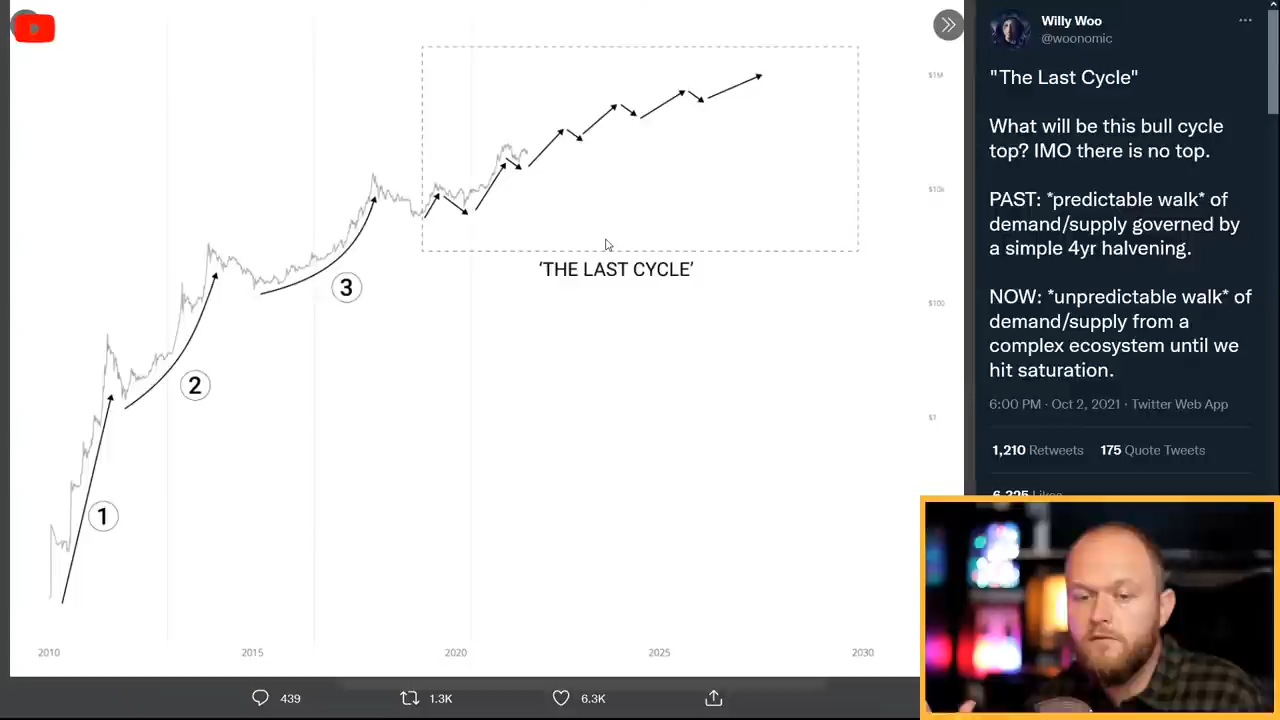 Willy Woo
@woonomic
"The Last Cycle"
What will be this bull cycle
top? IMO there is no top.
PAST: *predictable walk* of
demand/supply governed by
a simple 4yr halvening.
NOW: *unpredictable walk* of
demand/supply from a
complex ecosystem until we
hit saturation.
6:00 PM · Oct 2, 2021 · Twitter Web App
1,210 Retweets 175 Quote Tweets
6,325 Likes
$1M
$10k
$100
$1
'THE LAST CYCLE'
3
2
1
2010 2015 2020 2025 2030
439 1.3K 6.3K